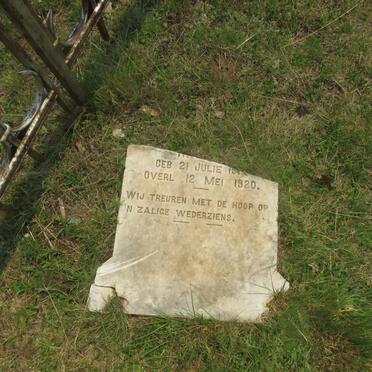 GEB 21 JULIE
OVERL 12 MEI 1920.
WIJ TREUREN MET DE HOOP OP
'N ZALIGE WEDERZIENS.